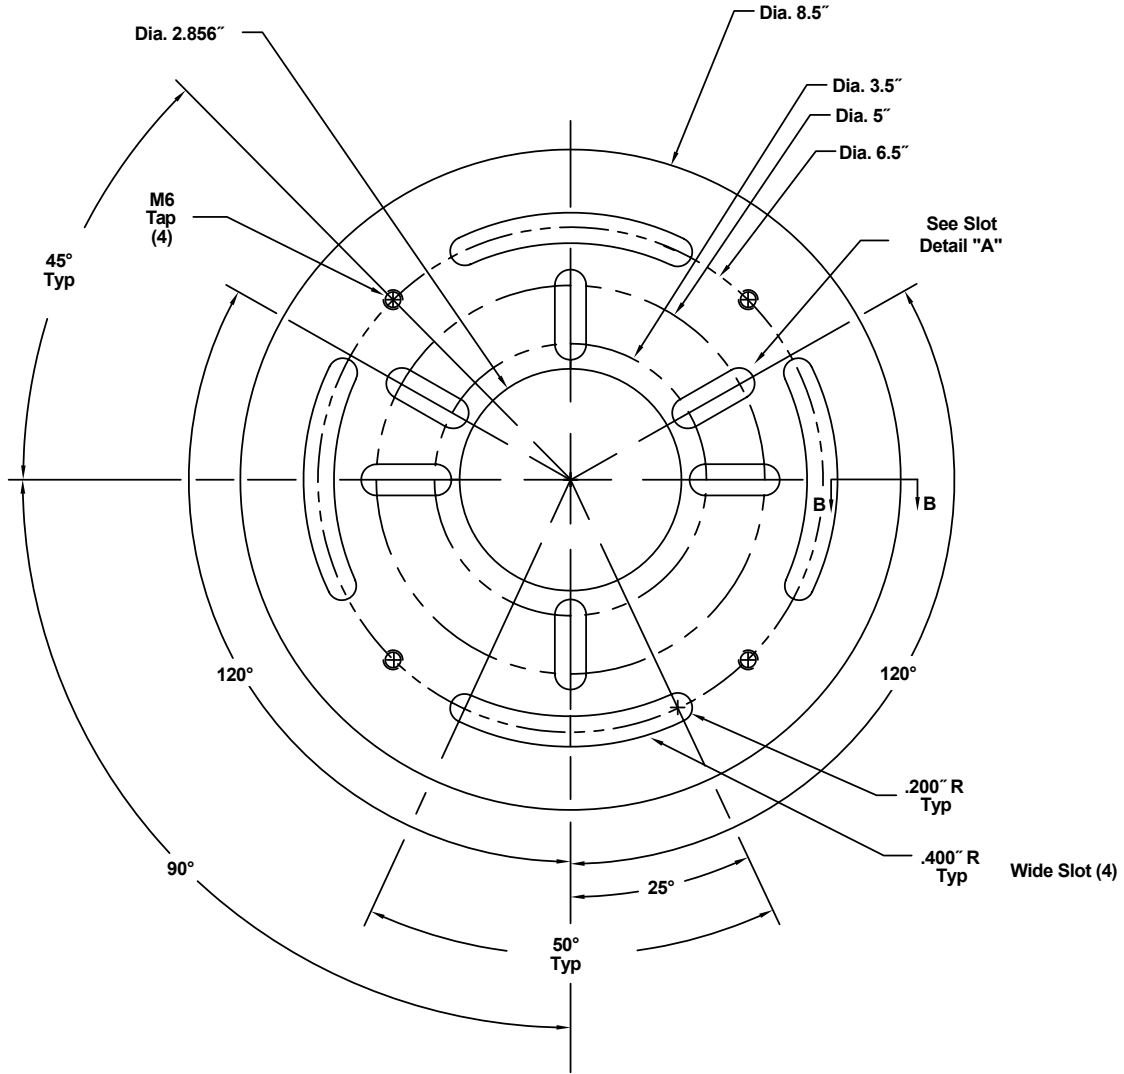 Dia. 8.5″
Dia. 2.856″
Dia. 3.5″
Dia. 5″
Dia. 6.5″
M6
Tap
(4)
See Slot
Detail "A"
45°
Typ
B
B
120°
120°
.200″ R
Typ
.400″ R
Typ
Wide Slot (4)
90°
25°
50°
Typ